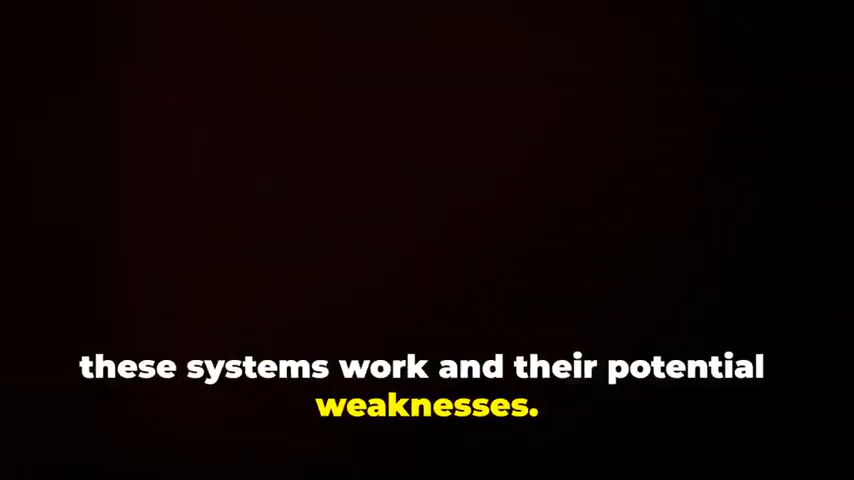 these systems work and their potential
weaknesses.